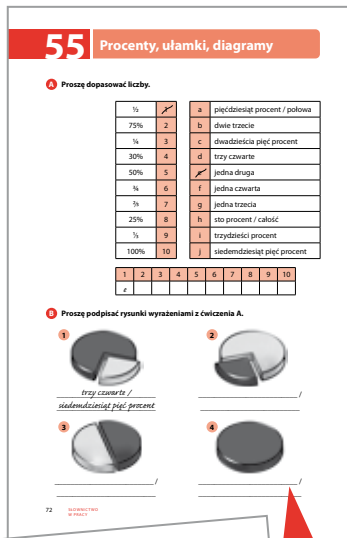 55 Procenty, ułamki, diagramy
A Proszę dopasować liczby.
½ 1 a pięćdziesiąt procent / połowa
75% 2 b dwie trzecie
¼ 3 c dwadzieścia pięć procent
30% 4 d trzy czwarte
50% 5 e jedna druga
¾ 6 f jedna czwarta
⅔ 7 g jedna trzecia
25% 8 h sto procent / całość
⅓ 9 i trzydzieści procent
100% 10 j siedemdziesiąt pięć procent
1 2 3 4 5 6 7 8 9 10
e
B Proszę podpisać rysunki wyrażeniami z ćwiczenia A.
1 2
trzy czwarte / /
siedemdziesiąt pięć procent
3 4
/ /
72 SŁOWNICTWO
W PRACY